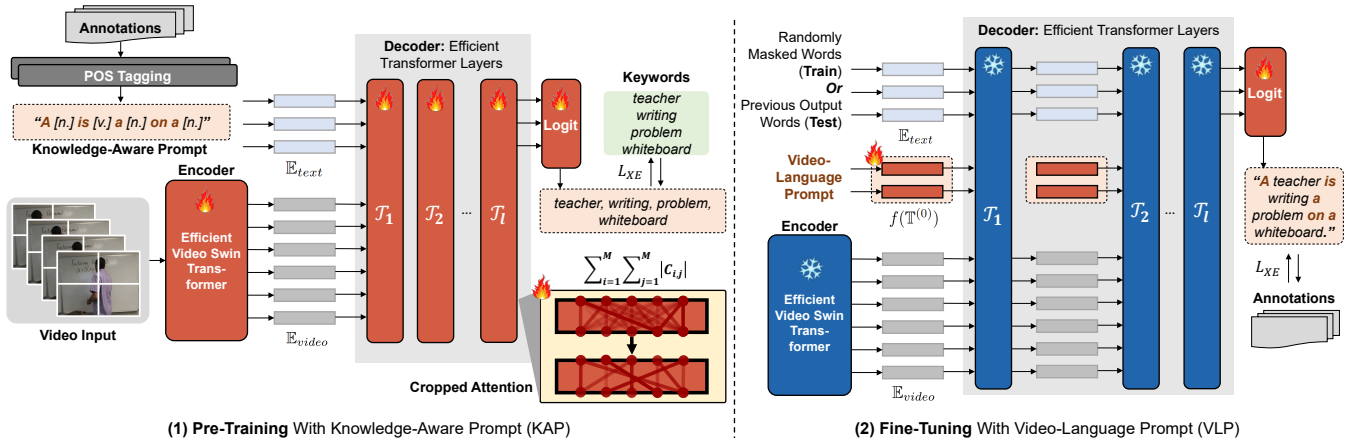 Annotations
POS Tagging
“A [n.] is [v.] a [n.] on a [n.]”
Knowledge-Aware Prompt
𝔼text
Encoder
Efficient
Video Swin
Trans-
former
Video Input
𝔼video
Decoder: Efficient
Transformer Layers
𝒯1
𝒯2
...
𝒯l
Logit
Keywords
teacher
writing
problem
whiteboard
LXE
teacher, writing, problem,
whiteboard
∑i=1M ∑j=1M |Ci,j|
Cropped Attention
(1) Pre-Training With Knowledge-Aware Prompt (KAP)
Randomly
Masked Words
(Train)
Or
Previous Output
Words (Test)
𝔼text
Video-
Language
Prompt
f(𝕋(0))
Encoder
Efficient
Video Swin
Trans-
former
𝔼video
Decoder: Efficient Transformer Layers
𝒯1
𝒯2
...
𝒯l
Logit
“A teacher is
writing a
problem on a
whiteboard.”
LXE
Annotations
(2) Fine-Tuning With Video-Language Prompt (VLP)